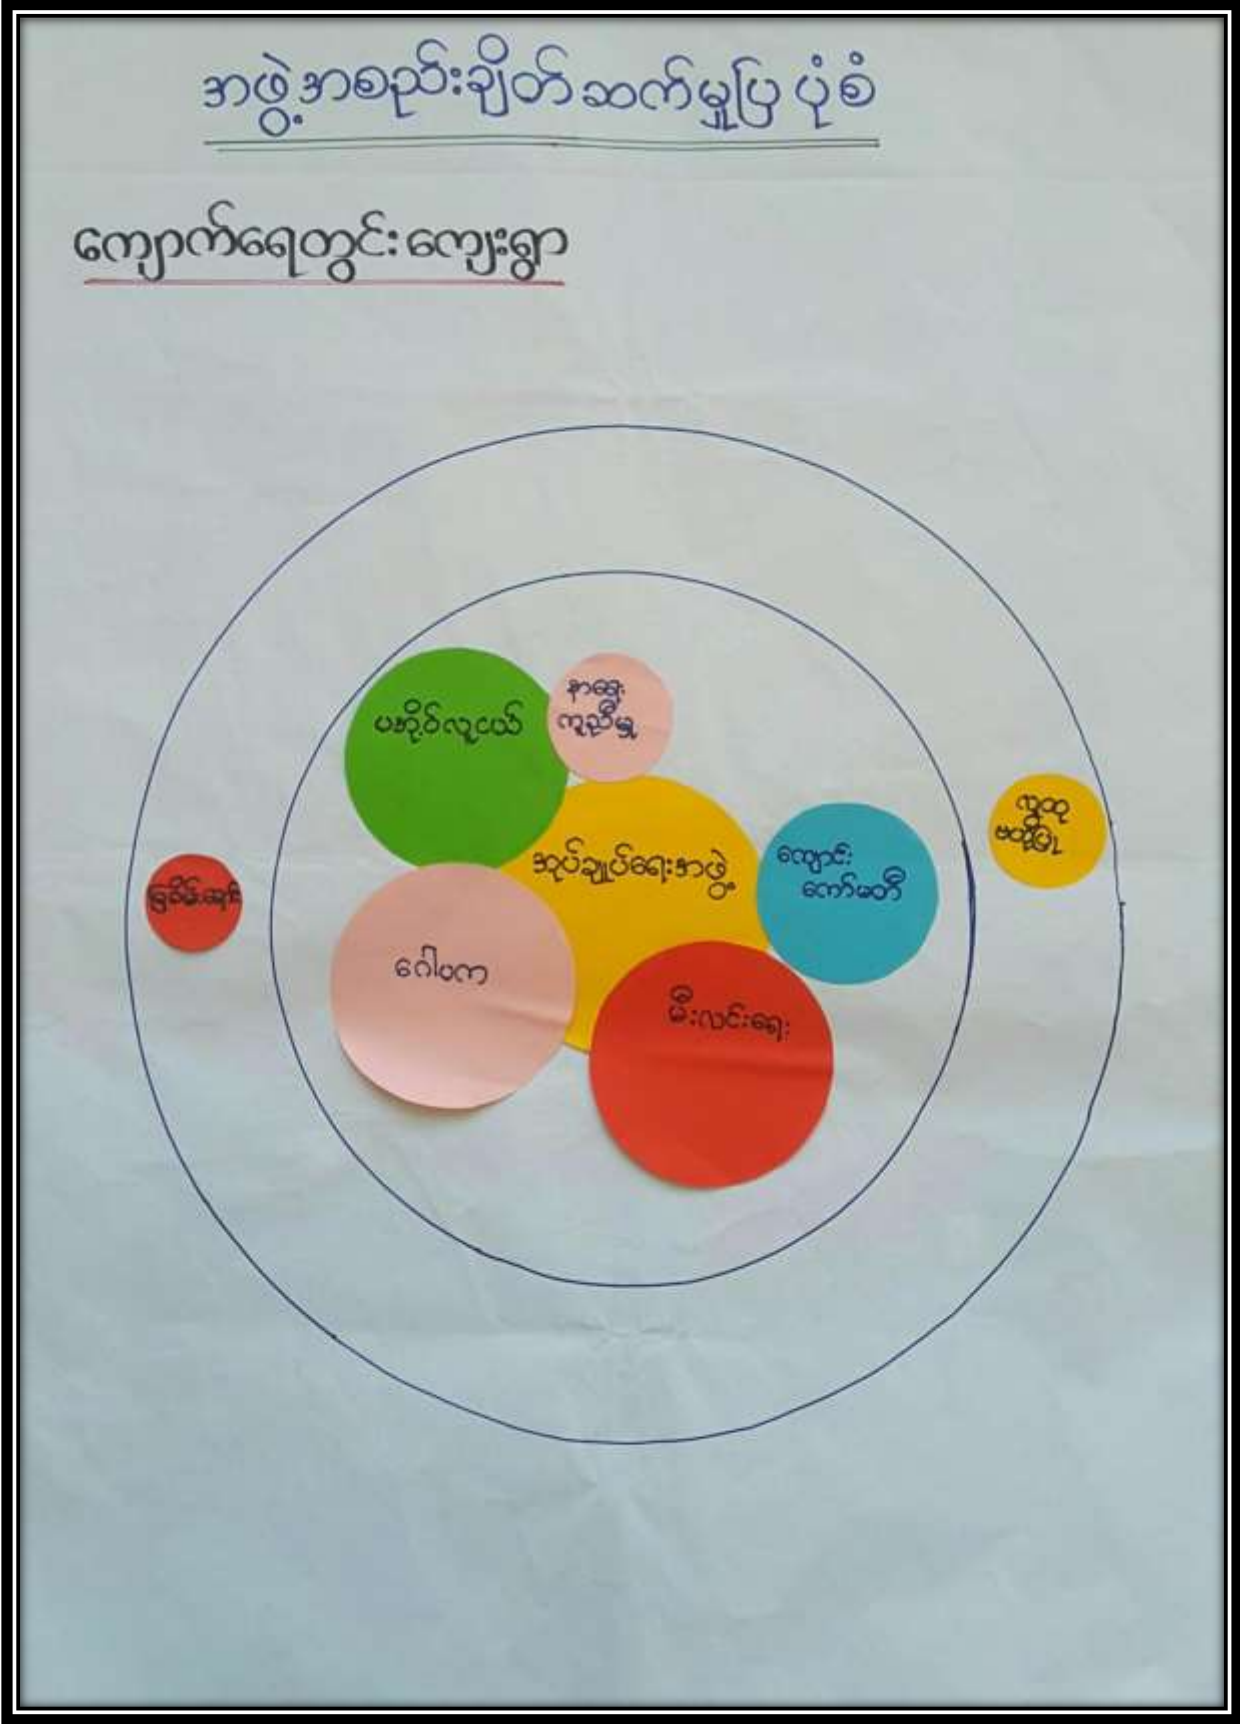 အဖွဲ့အစည်းချိတ်ဆက်မှုပြပုံစံ
ကျောက်ရေတွင်းကျေးရွာ
ပအိုဝ်လူငယ်
နာရေး
ကူညီမှု
အုပ်ချုပ်ရေးအဖွဲ့
ကျောင်း
ကော်မတီ
ဂေါပက
မီးလင်းရေး